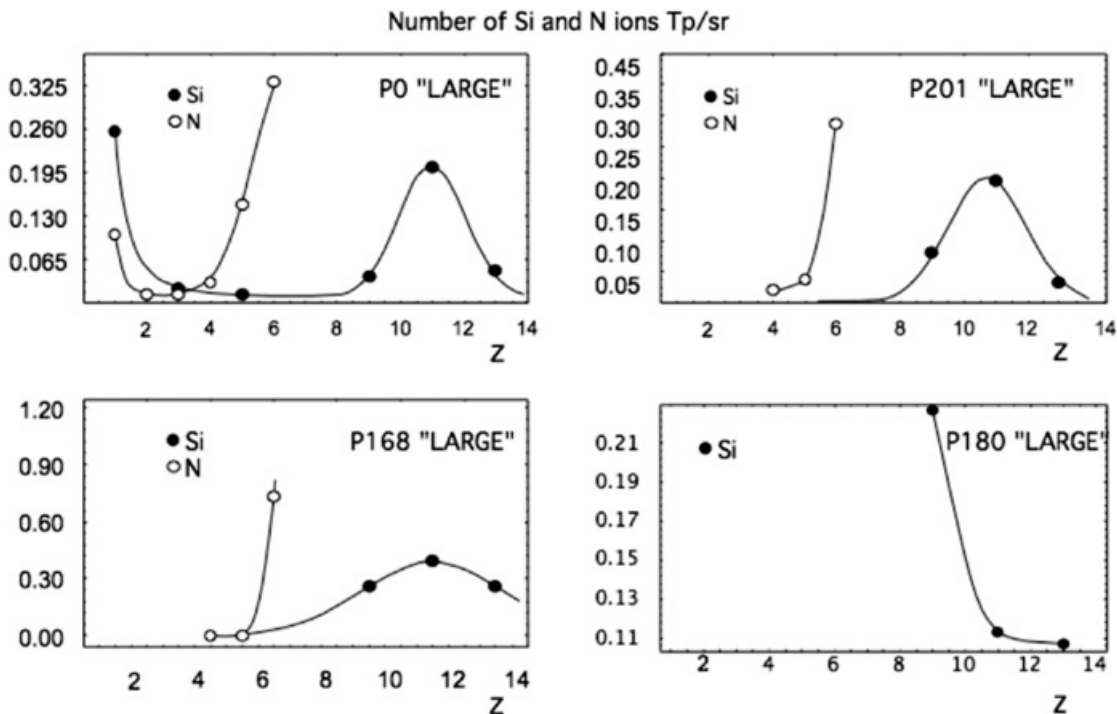 Number of Si and N ions Tp/sr
P0 "LARGE"
Si
N
0.325
0.260
0.195
0.130
0.065
2 4 6 8 10 12 14
Z
P201 "LARGE"
Si
N
0.45
0.45
0.35
0.30
0.25
0.20
0.10
0.05
2 4 6 8 10 12 14
Z
P168 "LARGE"
Si
N
1.20
0.90
0.60
0.30
0.00
2 4 6 8 10 12 14
Z
P180 "LARGE"
Si
0.21
0.19
0.17
0.15
0.13
0.11
2 4 6 8 10 12 14
Z